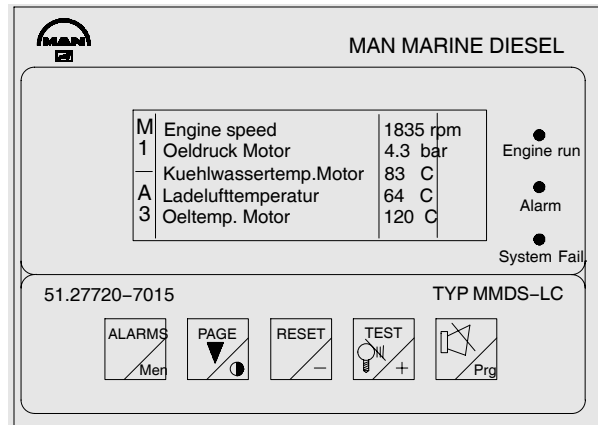 MAN
MAN MARINE DIESEL
M Engine speed 1835 rpm
1 Oeldruck Motor 4.3 bar
— Kuehlwassertemp.Motor 83 C
A Ladelufttemperatur 64 C
3 Oeltemp. Motor 120 C
Engine run
Alarm
System Fail
51.27720–7015
TYP MMDS–LC
ALARMS
Men
PAGE
RESET
–
TEST
+
Prg